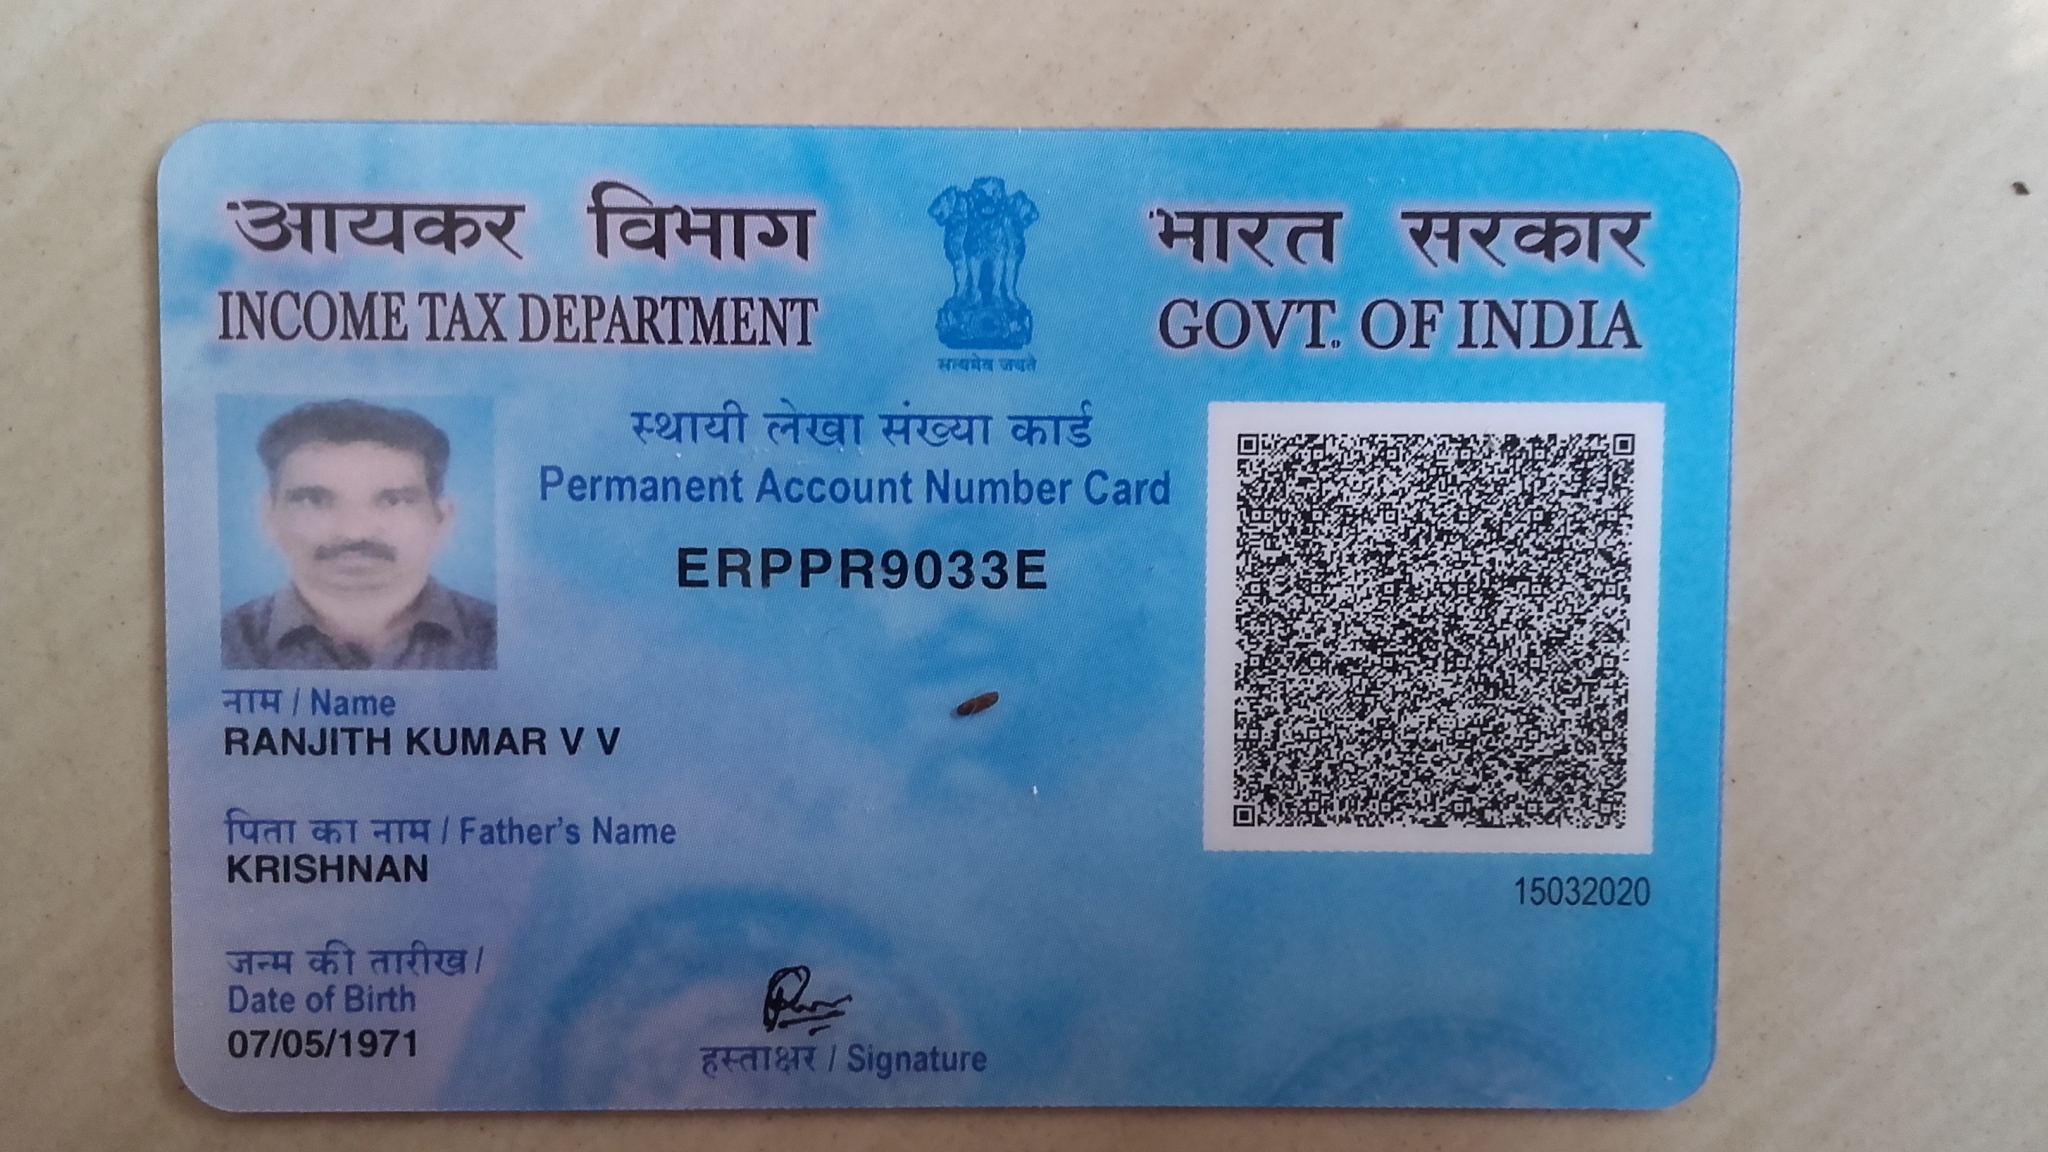 आयकर विभाग
INCOME TAX DEPARTMENT
भारत सरकार
GOVT. OF INDIA
सत्यमेव जयते
स्थायी लेखा संख्या कार्ड
Permanent Account Number Card
ERPPR9033E
नाम / Name
RANJITH KUMAR V V
पिता का नाम / Father's Name
KRISHNAN
जन्म की तारीख /
Date of Birth
07/05/1971
हस्ताक्षर / Signature
15032020